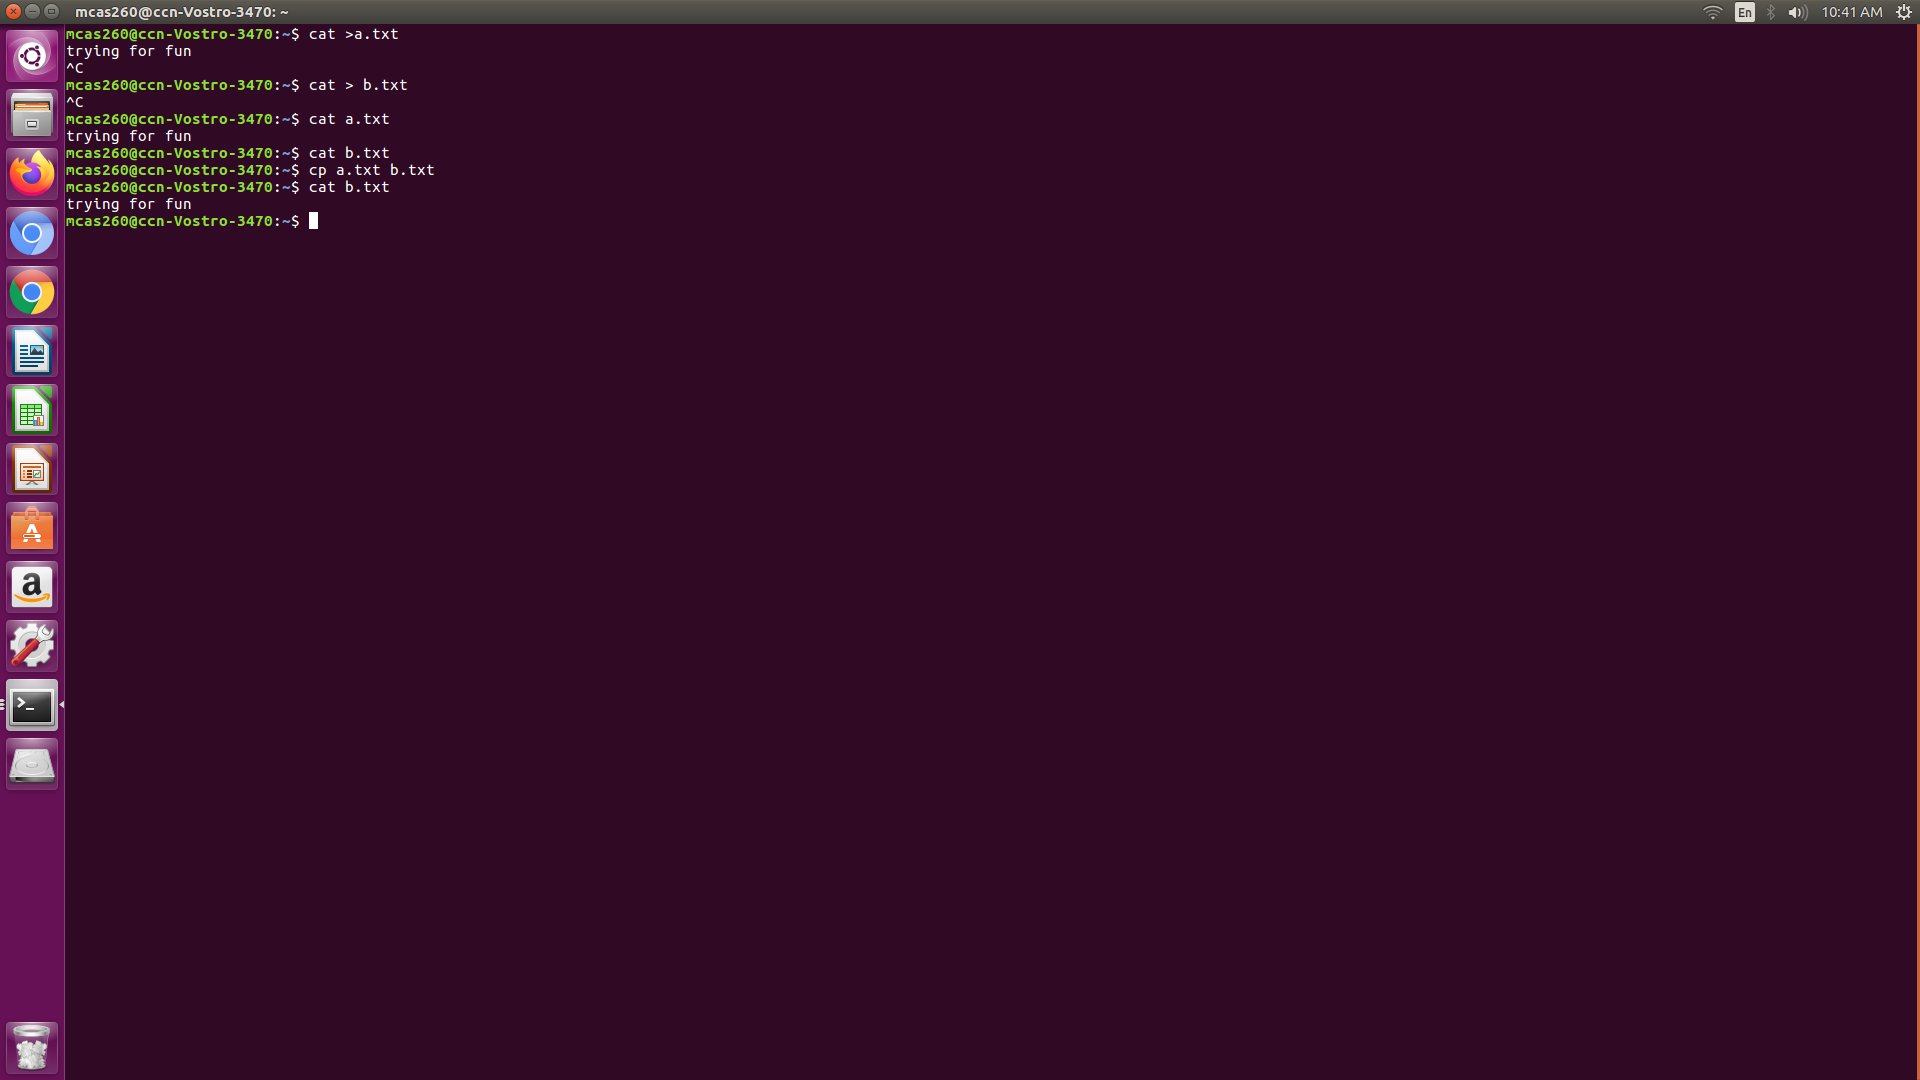 mcas260@ccn-Vostro-3470: ~
En
10:41 AM
mcas260@ccn-Vostro-3470:~$ cat >a.txt
trying for fun
^C
mcas260@ccn-Vostro-3470:~$ cat > b.txt
^C
mcas260@ccn-Vostro-3470:~$ cat a.txt
trying for fun
mcas260@ccn-Vostro-3470:~$ cat b.txt
mcas260@ccn-Vostro-3470:~$ cp a.txt b.txt
mcas260@ccn-Vostro-3470:~$ cat b.txt
trying for fun
mcas260@ccn-Vostro-3470:~$